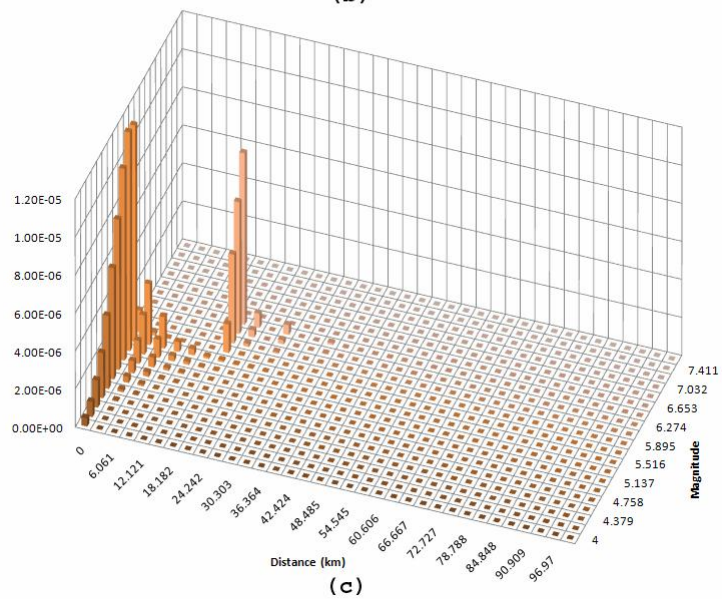 (b)
1.20E-05
1.00E-05
8.00E-06
6.00E-06
4.00E-06
2.00E-06
0.00E+00
0
6.061
12.121
18.182
24.242
30.303
36.364
42.424
48.485
54.545
60.606
66.667
72.727
78.788
84.848
90.909
96.97
Distance (km)
7.411
7.032
6.653
6.274
5.895
5.516
5.137
4.758
4.379
4
Magnitude
(c)